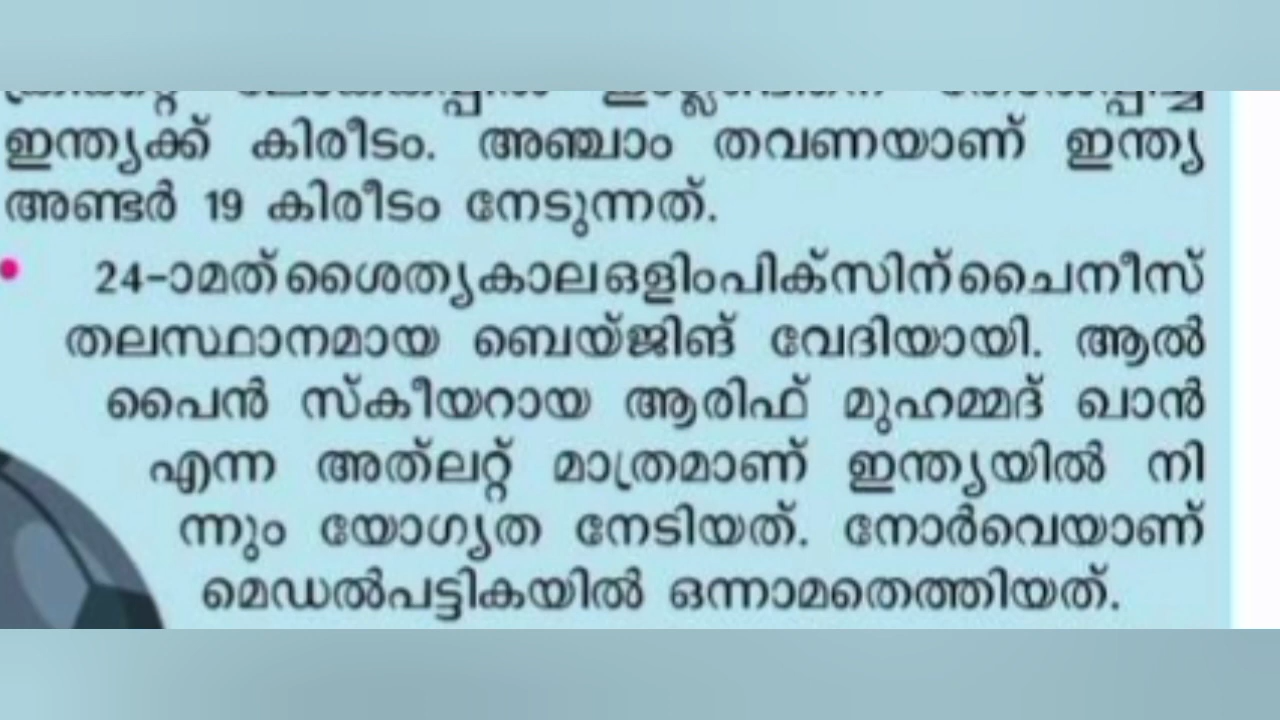 ഇന്ത്യക്ക് കിരീടം. അഞ്ചാം തവണയാണ് ഇന്ത്യ
അണ്ടർ 19 കിരീടം നേടുന്നത്.
• 24-ാമത് ശൈത്യകാല ഒളിംപിക്സിന് ചൈനീസ്
തലസ്ഥാനമായ ബെയ്ജിങ് വേദിയായി. ആൽ
പൈൻ സ്കീയറായ ആരിഫ് മുഹമ്മദ് ഖാൻ
എന്ന അത്‌ലറ്റ് മാത്രമാണ് ഇന്ത്യയിൽ നി
ന്നും യോഗ്യത നേടിയത്. നോർവെയാണ്
മെഡൽപട്ടികയിൽ ഒന്നാമതെത്തിയത്.